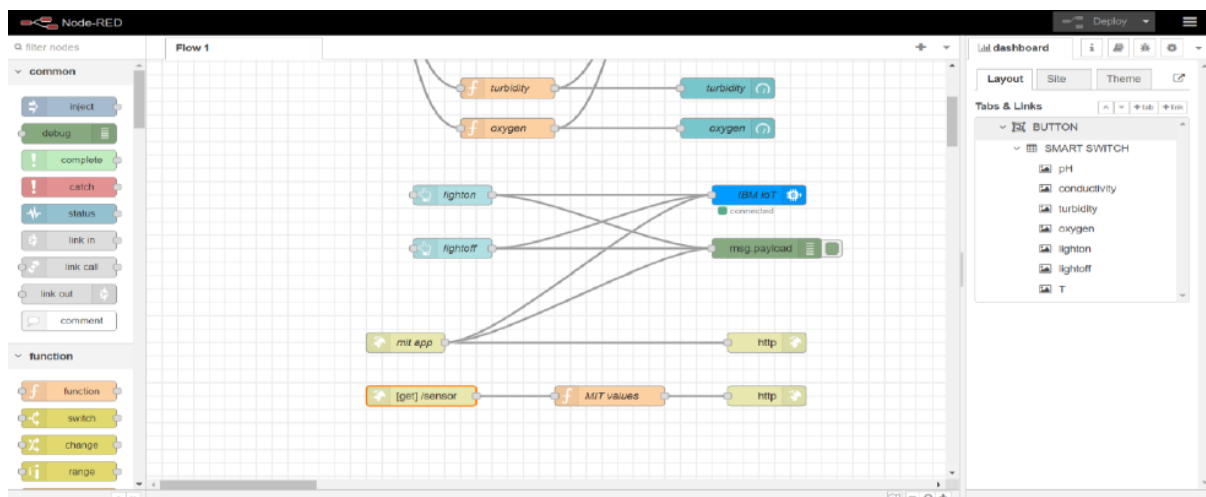 Node-RED
Deploy
filter nodes
Flow 1
dashboard
common
inject
debug
complete
catch
status
link in
link call
link out
comment
function
function
switch
change
range
turbidity
turbidity
oxygen
oxygen
lighton
IBM IoT
connected
lightoff
msg.payload
mit app
http
[get] /sensor
MIT values
http
Layout
Site
Theme
Tabs & Links
+tab
+link
BUTTON
SMART SWITCH
pH
conductivity
turbidity
oxygen
lighton
lightoff
T